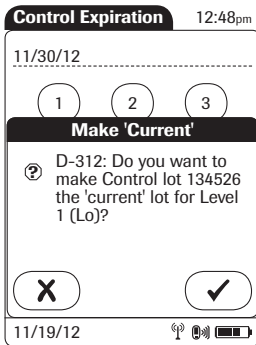 Control Expiration 12:48pm
11/30/12
1 2 3
Make 'Current'
D-312: Do you want to
make Control lot 134526
the 'current' lot for Level
1 (Lo)?
11/19/12